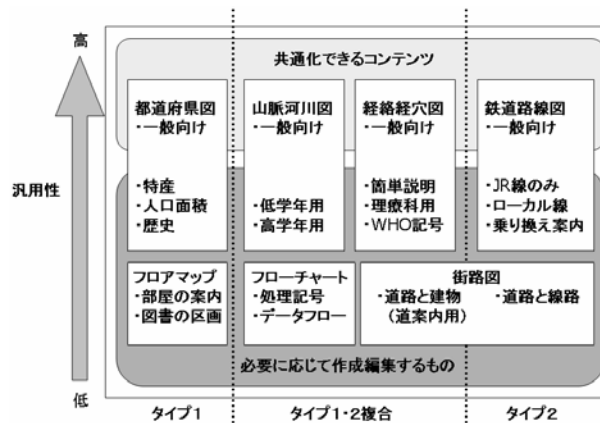 高
共通化できるコンテンツ
都道府県図
・一般向け
・特産
・人口面積
・歴史
山脈河川図
・一般向け
・低学年用
・高学年用
経絡経穴図
・一般向け
・簡単説明
・理療科用
・WHO記号
鉄道路線図
・一般向け
・JR線のみ
・ローカル線
・乗り換え案内
汎用性
フロアマップ
・部屋の案内
・図書の区画
フローチャート
・処理記号
・データフロー
街路図
・道路と建物 ・道路と線路
(道案内用)
必要に応じて作成編集するもの
低
タイプ1 タイプ1・2複合 タイプ2